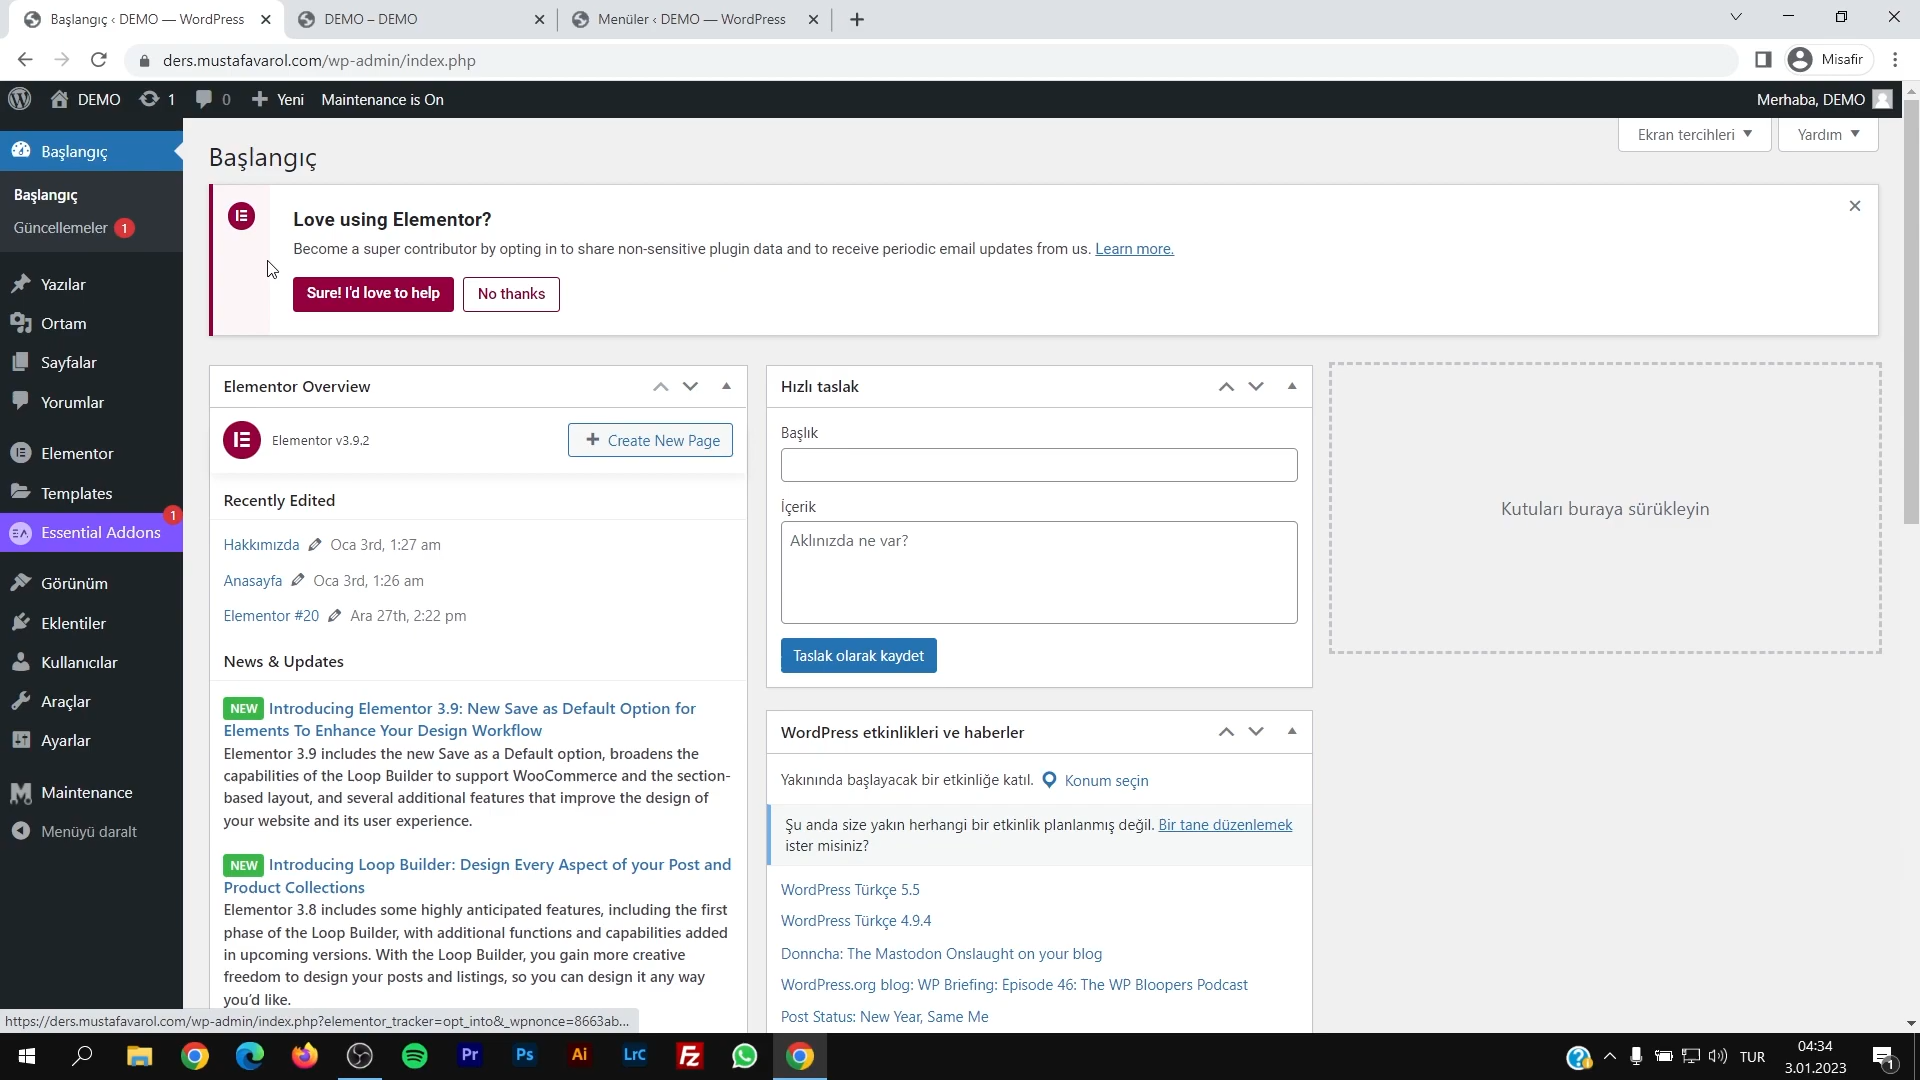 Başlangıç ‹ DEMO — WordPress
DEMO – DEMO
Menüler ‹ DEMO — WordPress
ders.mustafavarol.com/wp-admin/index.php
Misafir
DEMO
1
0
Yeni
Maintenance is On
Merhaba, DEMO
Başlangıç
Başlangıç
Güncellemeler 1
Yazılar
Ortam
Sayfalar
Yorumlar
Elementor
Templates
Essential Addons
1
Görünüm
Eklentiler
Kullanıcılar
Araçlar
Ayarlar
Maintenance
Menüyü daralt
Ekran tercihleri
Yardım
Başlangıç
Love using Elementor?
Become a super contributor by opting in to share non-sensitive plugin data and to receive periodic email updates from us. Learn more.
Sure! I'd love to help
No thanks
Elementor Overview
Elementor v3.9.2
Create New Page
Recently Edited
Hakkımızda Oca 3rd, 1:27 am
Anasayfa Oca 3rd, 1:26 am
Elementor #20 Ara 27th, 2:22 pm
News & Updates
NEW Introducing Elementor 3.9: New Save as Default Option for
Elements To Enhance Your Design Workflow
Elementor 3.9 includes the new Save as a Default option, broadens the
capabilities of the Loop Builder to support WooCommerce and the section-
based layout, and several additional features that improve the design of
your website and its user experience.
NEW Introducing Loop Builder: Design Every Aspect of your Post and
Product Collections
Elementor 3.8 includes some highly anticipated features, including the first
phase of the Loop Builder, with additional functions and capabilities added
in upcoming versions. With the Loop Builder, you gain more creative
freedom to design your posts and listings, so you can design it any way
you'd like.
Hızlı taslak
Başlık
İçerik
Aklınızda ne var?
Taslak olarak kaydet
WordPress etkinlikleri ve haberler
Yakınında başlayacak bir etkinliğe katıl. Konum seçin
Şu anda size yakın herhangi bir etkinlik planlanmış değil. Bir tane düzenlemek
ister misiniz?
WordPress Türkçe 5.5
WordPress Türkçe 4.9.4
Donncha: The Mastodon Onslaught on your blog
WordPress.org blog: WP Briefing: Episode 46: The WP Bloopers Podcast
Post Status: New Year, Same Me
Kutuları buraya sürükleyin
https://ders.mustafavarol.com/wp-admin/index.php?elementor_tracker=opt_into&_wpnonce=8663ab...
Pr
Ps
Ai
LrC
Fz
TUR
04:34
3.01.2023
1